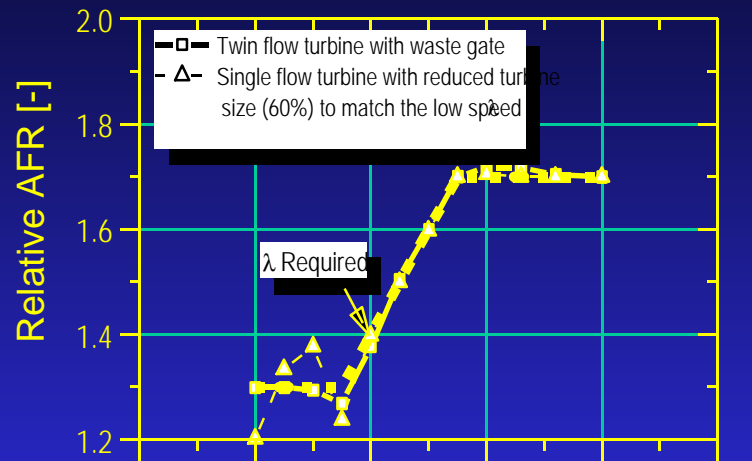 2.0
Twin flow turbine with waste gate
Single flow turbine with reduced turbine
size (60%) to match the low speed λ
1.8
Relative AFR [-]
1.6
λ Required
1.4
1.2